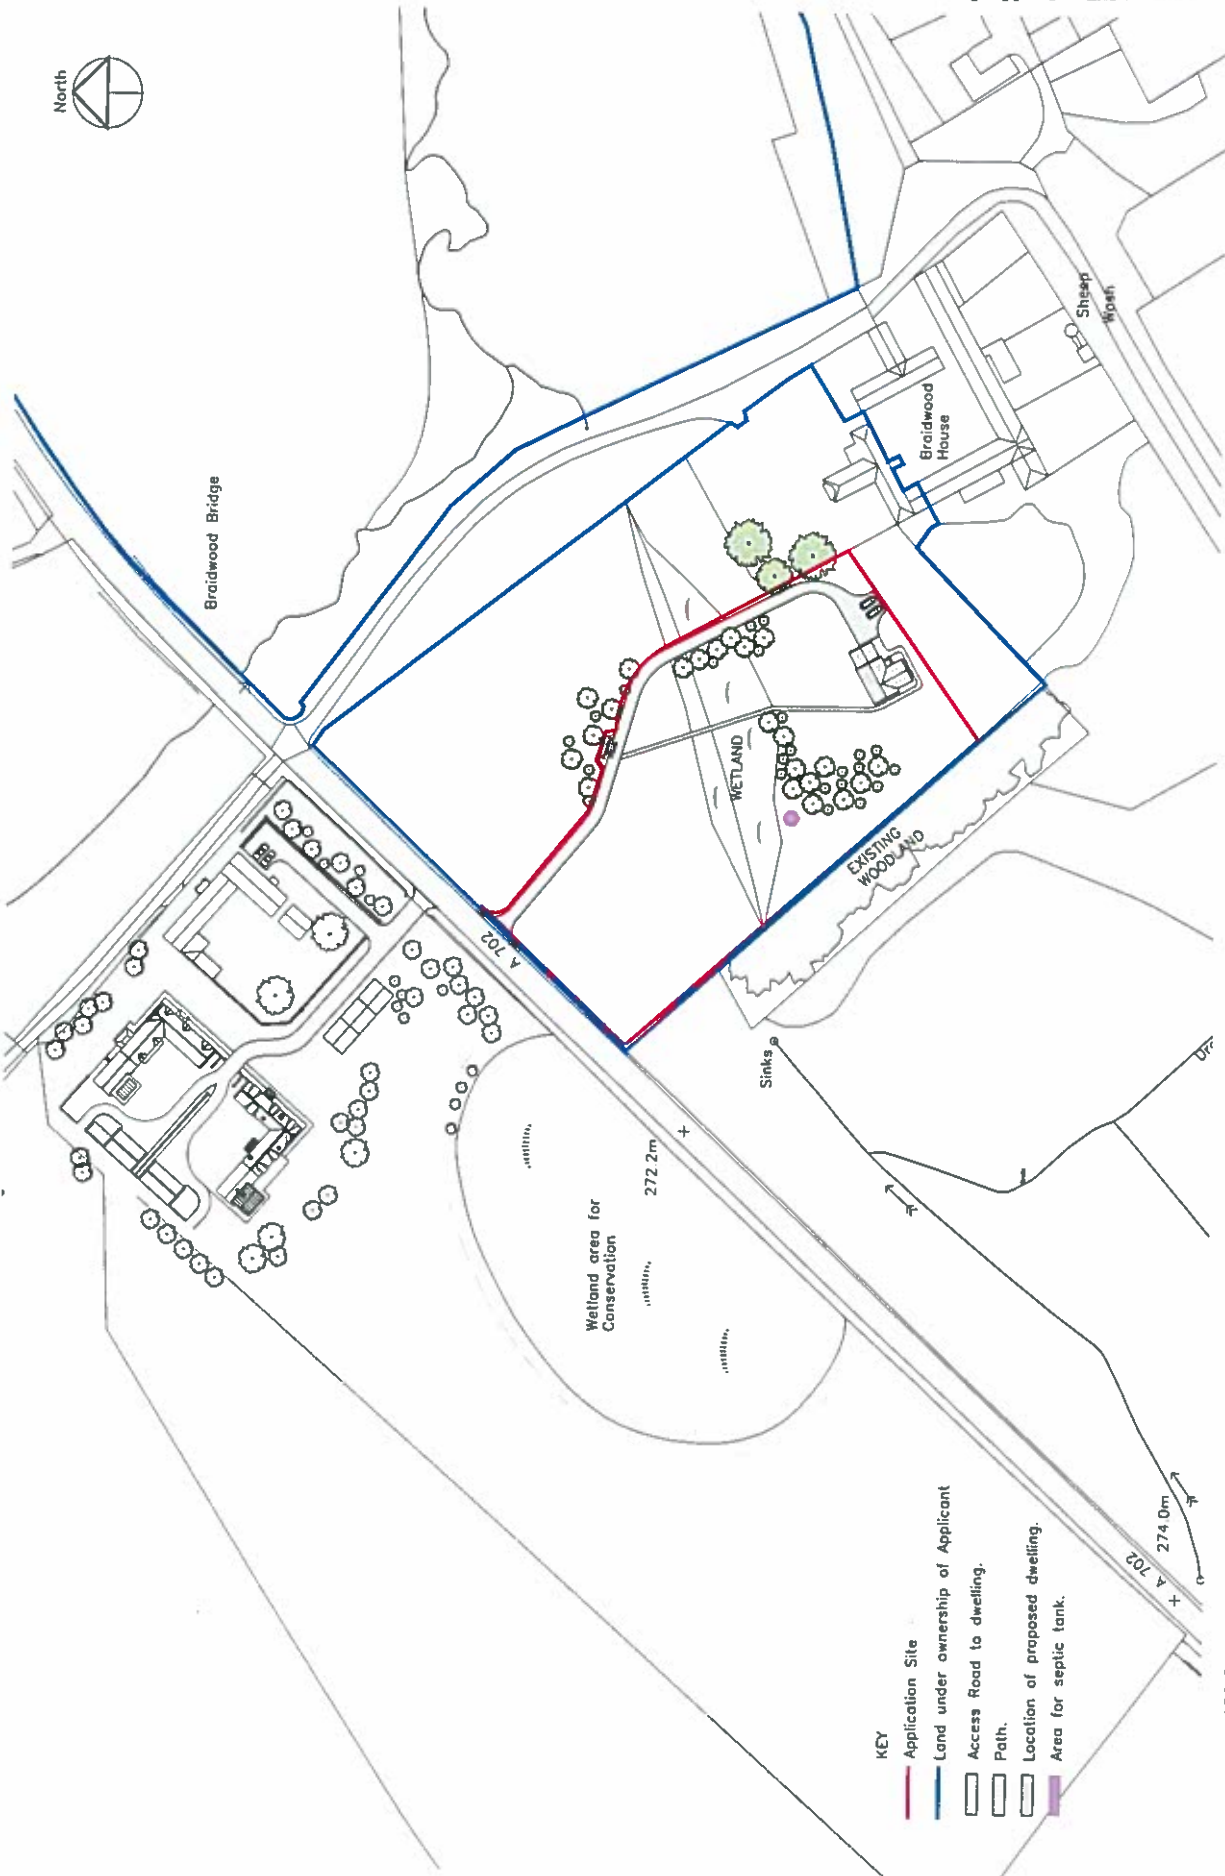 North
Braidwood Bridge
Sheep
Wash
Braidwood
House
WETLAND
EXISTING
WOODLAND
A 702
Sinks
272.2m
Wetland area for
Conservation
A 702
274.0m
KEY
Application Site
Land under ownership of Applicant
Access Road to dwelling.
Path.
Location of proposed dwelling.
Area for septic tank.